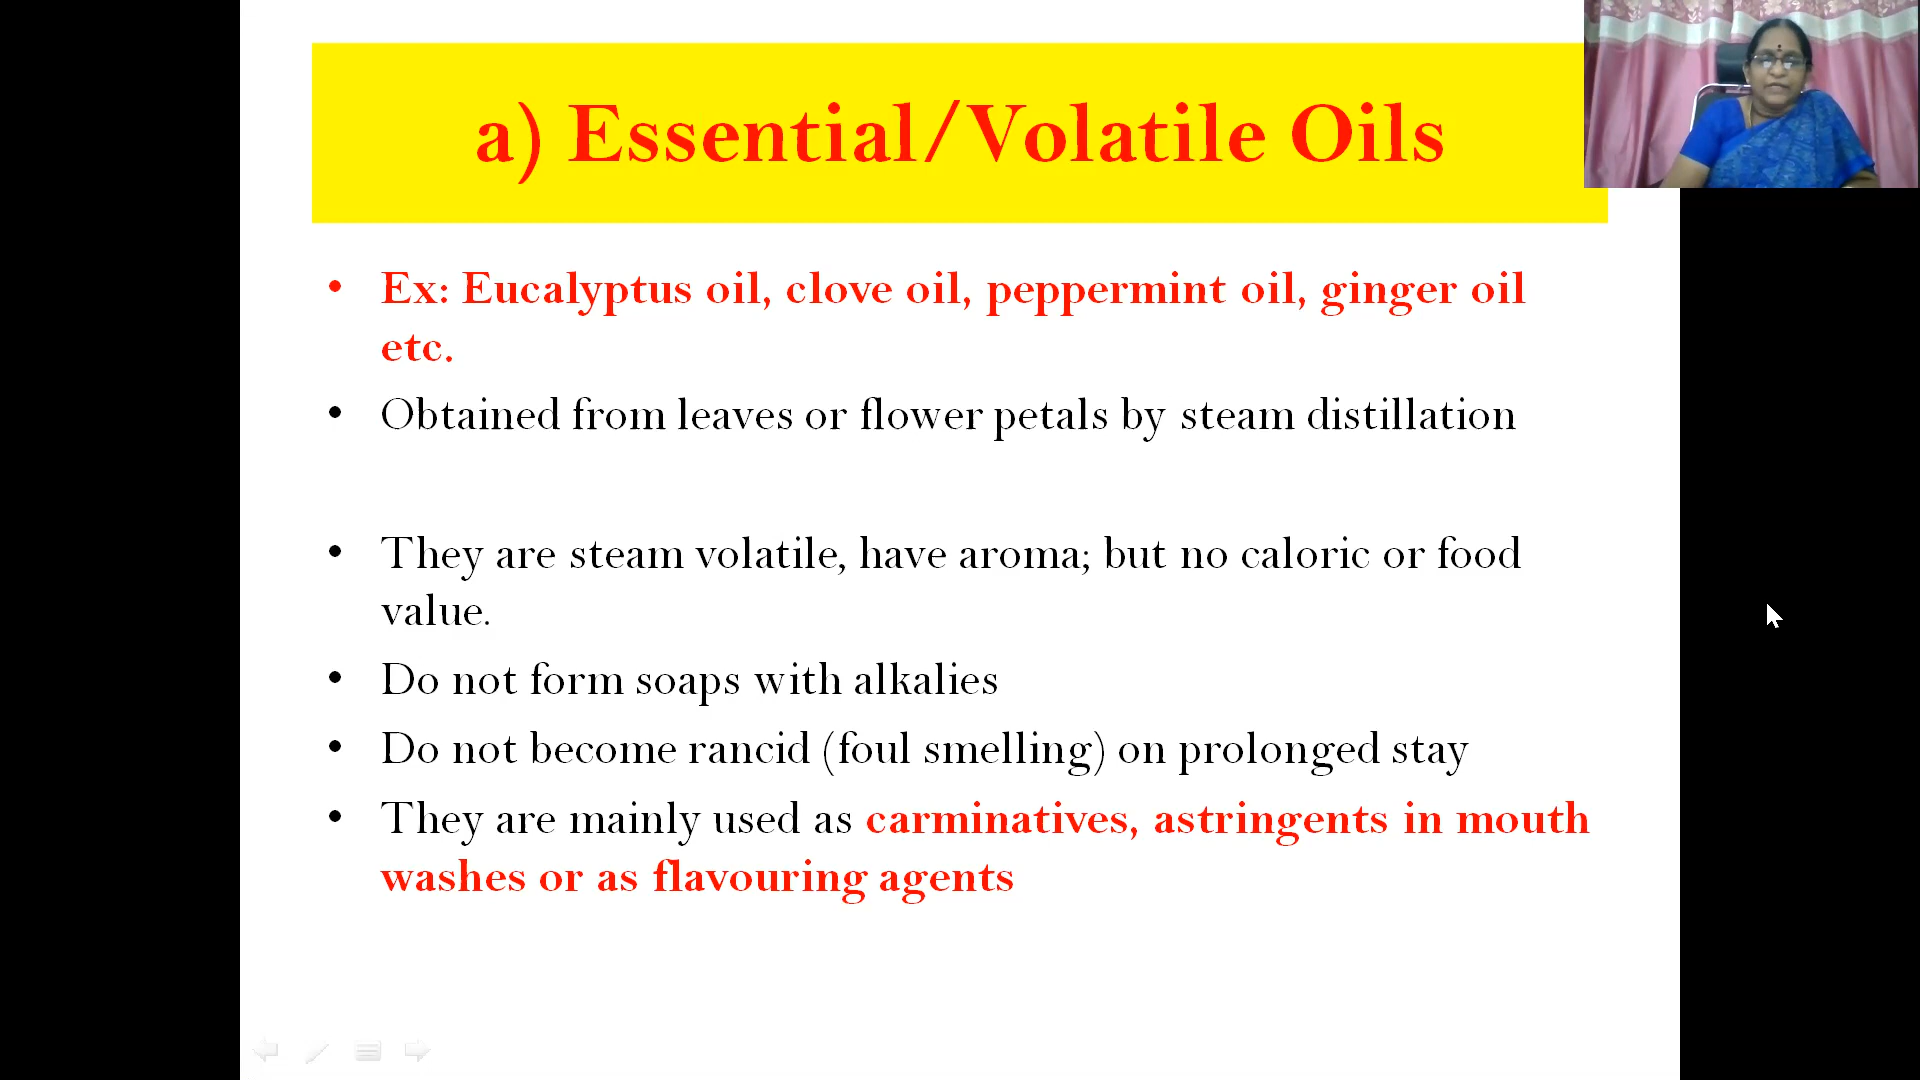 a) Essential/Volatile Oils
• Ex: Eucalyptus oil, clove oil, peppermint oil, ginger oil
etc.
• Obtained from leaves or flower petals by steam distillation
• They are steam volatile, have aroma; but no caloric or food
value.
• Do not form soaps with alkalies
• Do not become rancid (foul smelling) on prolonged stay
• They are mainly used as carminatives, astringents in mouth
washes or as flavouring agents